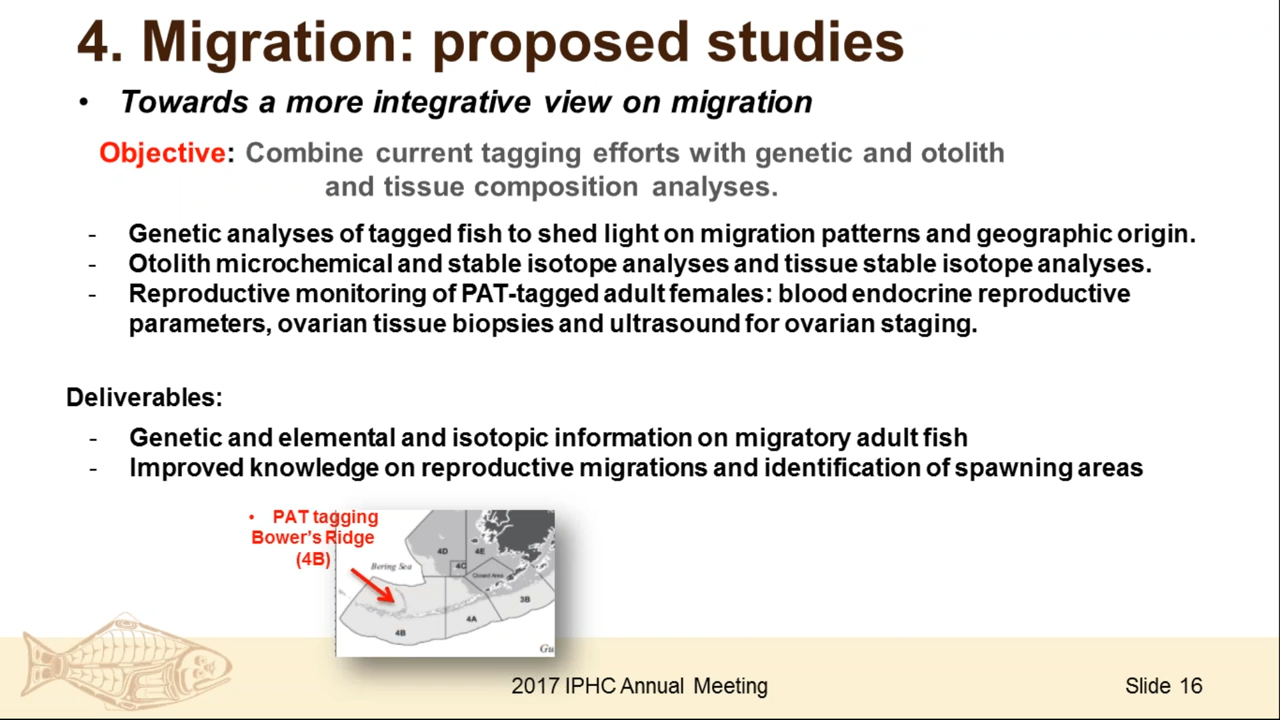 4. Migration: proposed studies
• Towards a more integrative view on migration
Objective: Combine current tagging efforts with genetic and otolith
and tissue composition analyses.
- Genetic analyses of tagged fish to shed light on migration patterns and geographic origin.
- Otolith microchemical and stable isotope analyses and tissue stable isotope analyses.
- Reproductive monitoring of PAT-tagged adult females: blood endocrine reproductive
parameters, ovarian tissue biopsies and ultrasound for ovarian staging.
Deliverables:
- Genetic and elemental and isotopic information on migratory adult fish
- Improved knowledge on reproductive migrations and identification of spawning areas
• PAT tagging
Bower's Ridge
(4B)
4D
4E
4C
Bering Sea
Closed Area
3B
4A
4B
Gu
2017 IPHC Annual Meeting
Slide 16